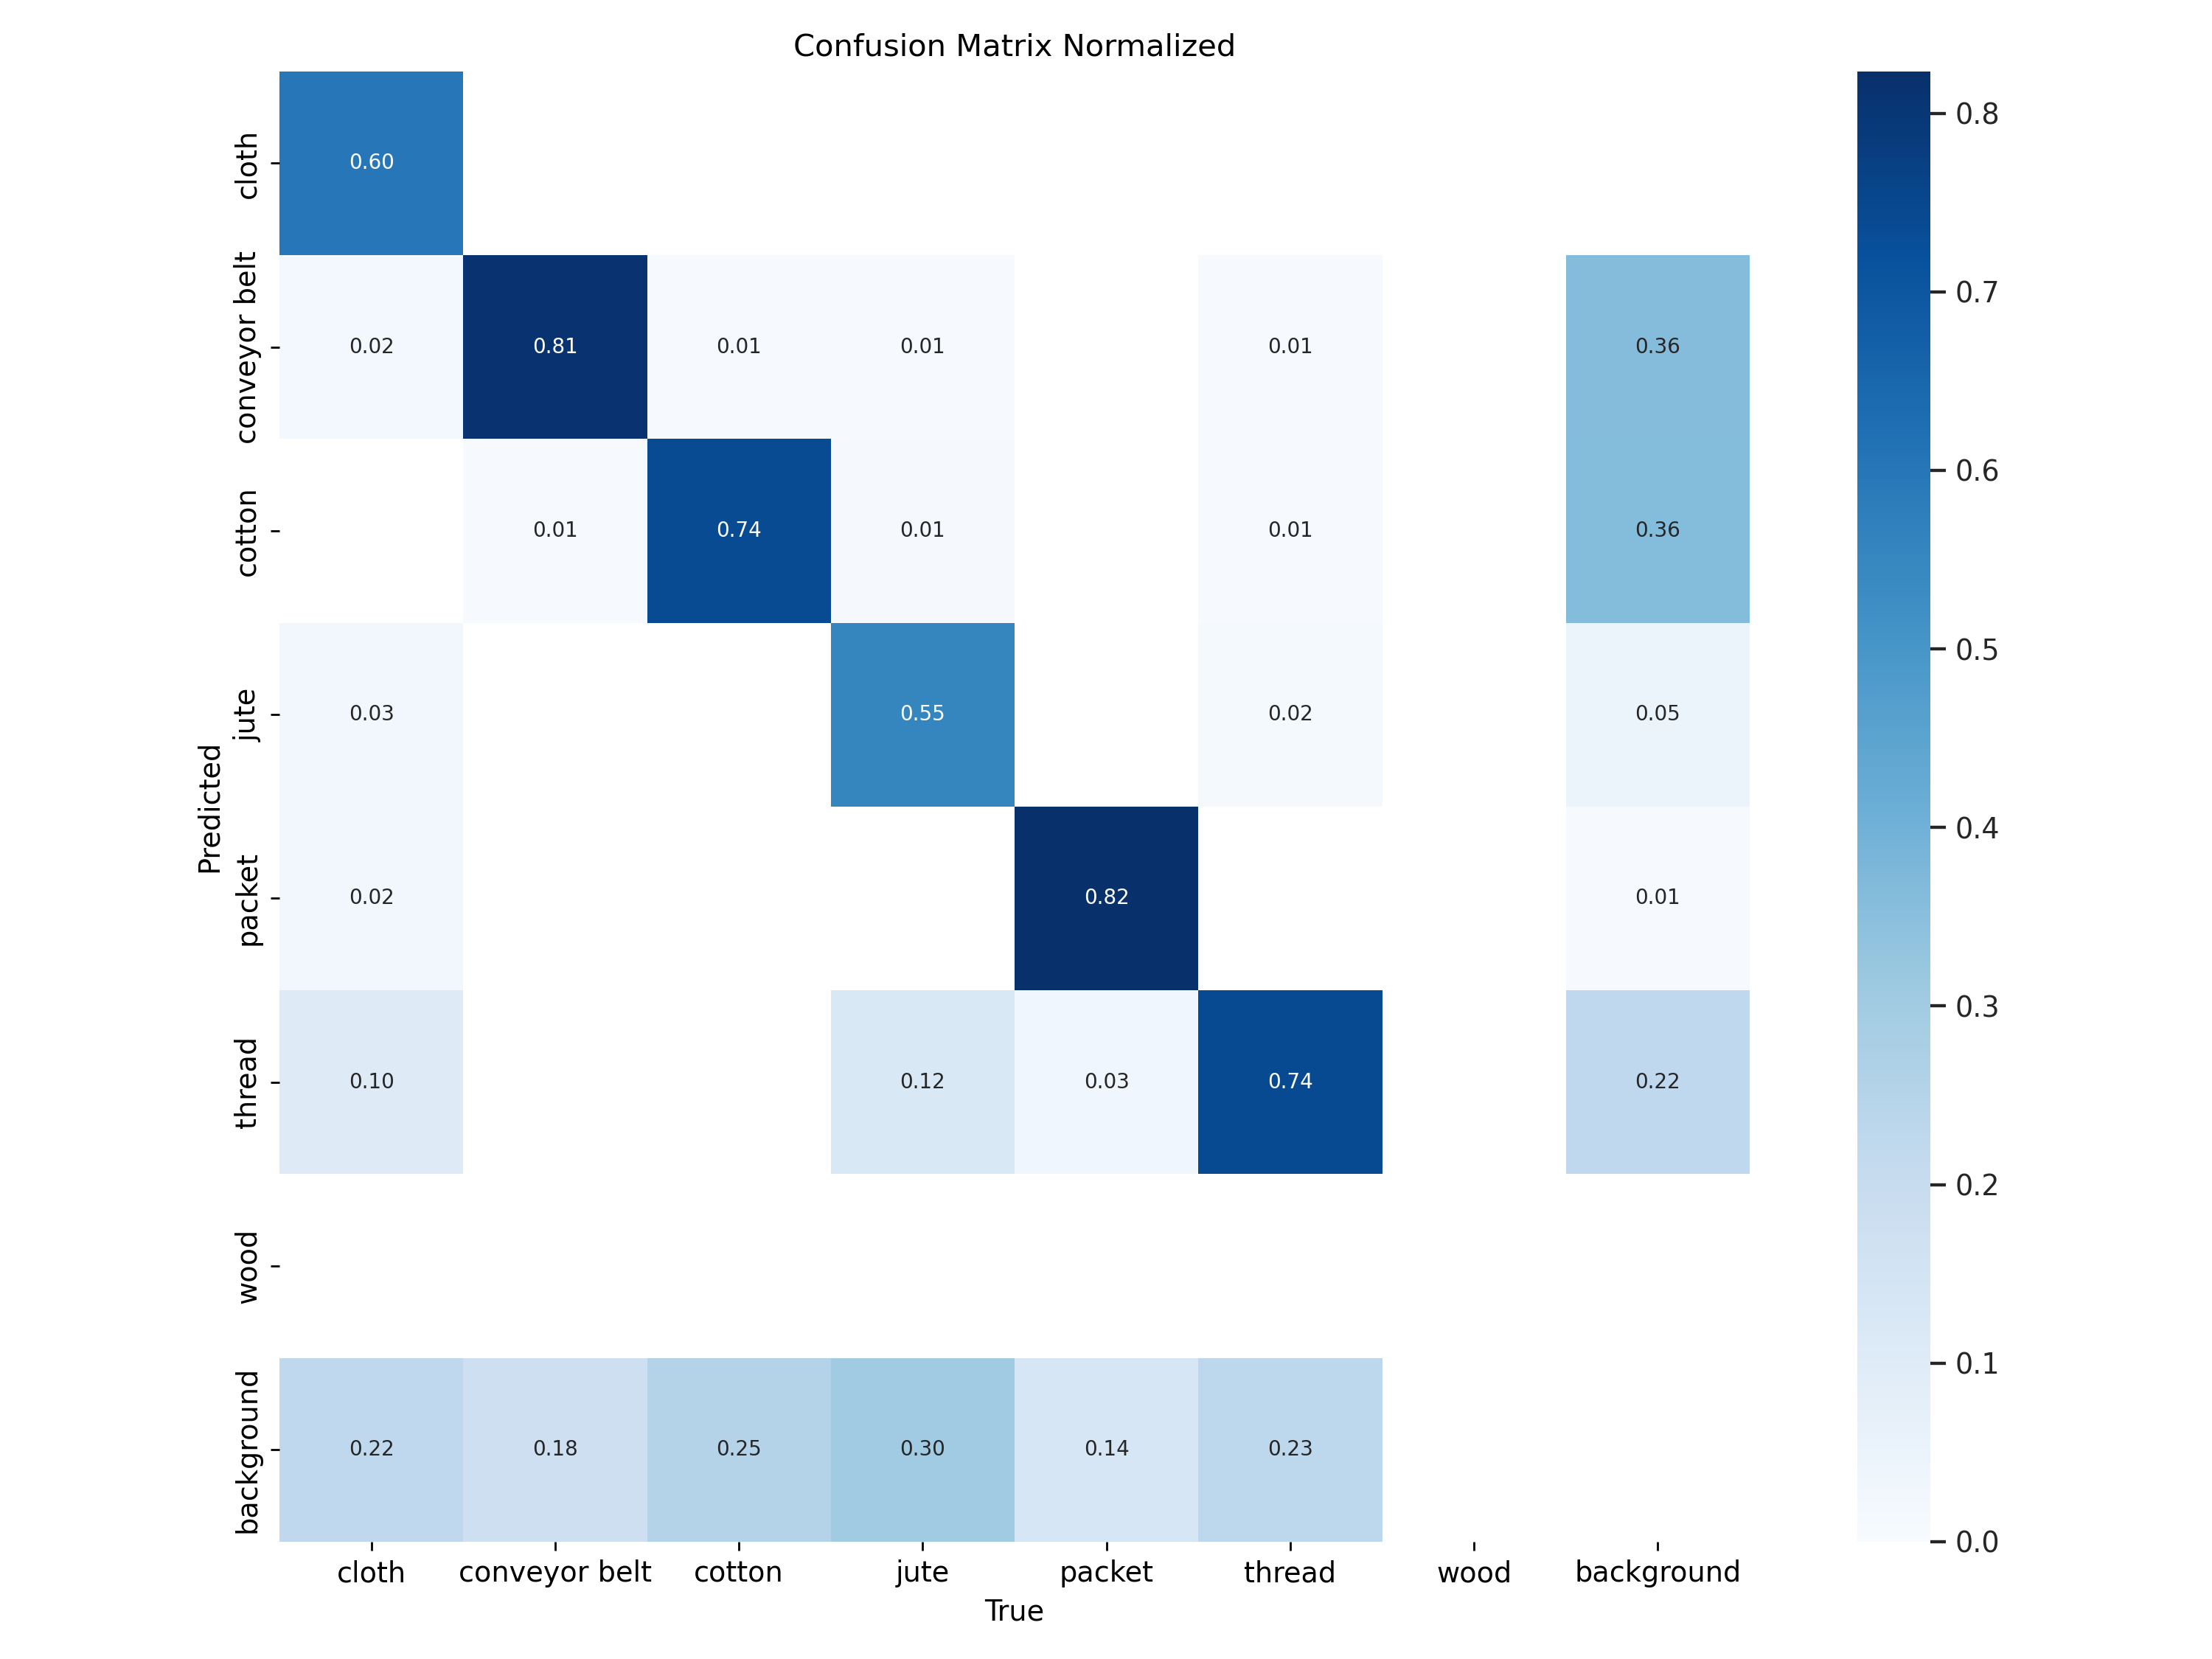 Confusion Matrix Normalized
Predicted
cloth
0.60
conveyor belt
0.02 0.81 0.01 0.01 0.01 0.36
cotton
0.01 0.74 0.01 0.01 0.36
jute
0.03 0.55 0.02 0.05
packet
0.02 0.82 0.01
thread
0.10 0.12 0.03 0.74 0.22
wood
background
0.22 0.18 0.25 0.30 0.14 0.23
cloth conveyor belt cotton jute packet thread wood background
True
0.8
0.7
0.6
0.5
0.4
0.3
0.2
0.1
0.0